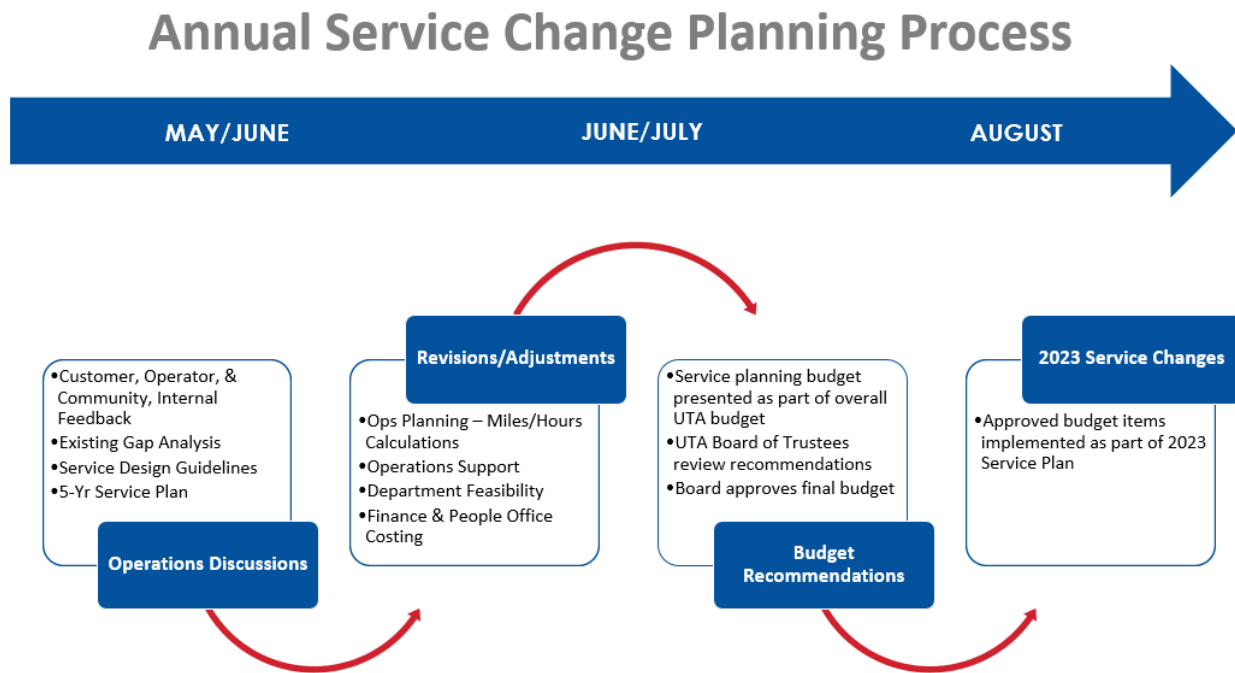 Annual Service Change Planning Process
MAY/JUNE
JUNE/JULY
AUGUST
•Customer, Operator, &
Community, Internal
Feedback
•Existing Gap Analysis
•Service Design Guidelines
•5-Yr Service Plan
Operations Discussions
Revisions/Adjustments
•Ops Planning – Miles/Hours
Calculations
•Operations Support
•Department Feasibility
•Finance & People Office
Costing
•Service planning budget
presented as part of overall
UTA budget
•UTA Board of Trustees
review recommendations
•Board approves final budget
Budget
Recommendations
2023 Service Changes
•Approved budget items
implemented as part of 2023
Service Plan